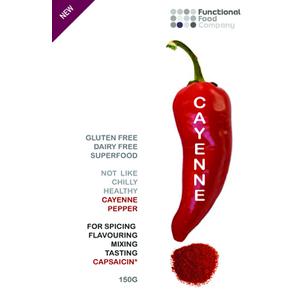 NEW
Functional
Food
Company
CAYENNE
GLUTEN FREE
DAIRY FREE
SUPERFOOD
NOT LIKE
CHILLY
HEALTHY
CAYENNE
PEPPER
FOR SPICING
FLAVOURING
MIXING
TASTING
CAPSAICIN*
150G